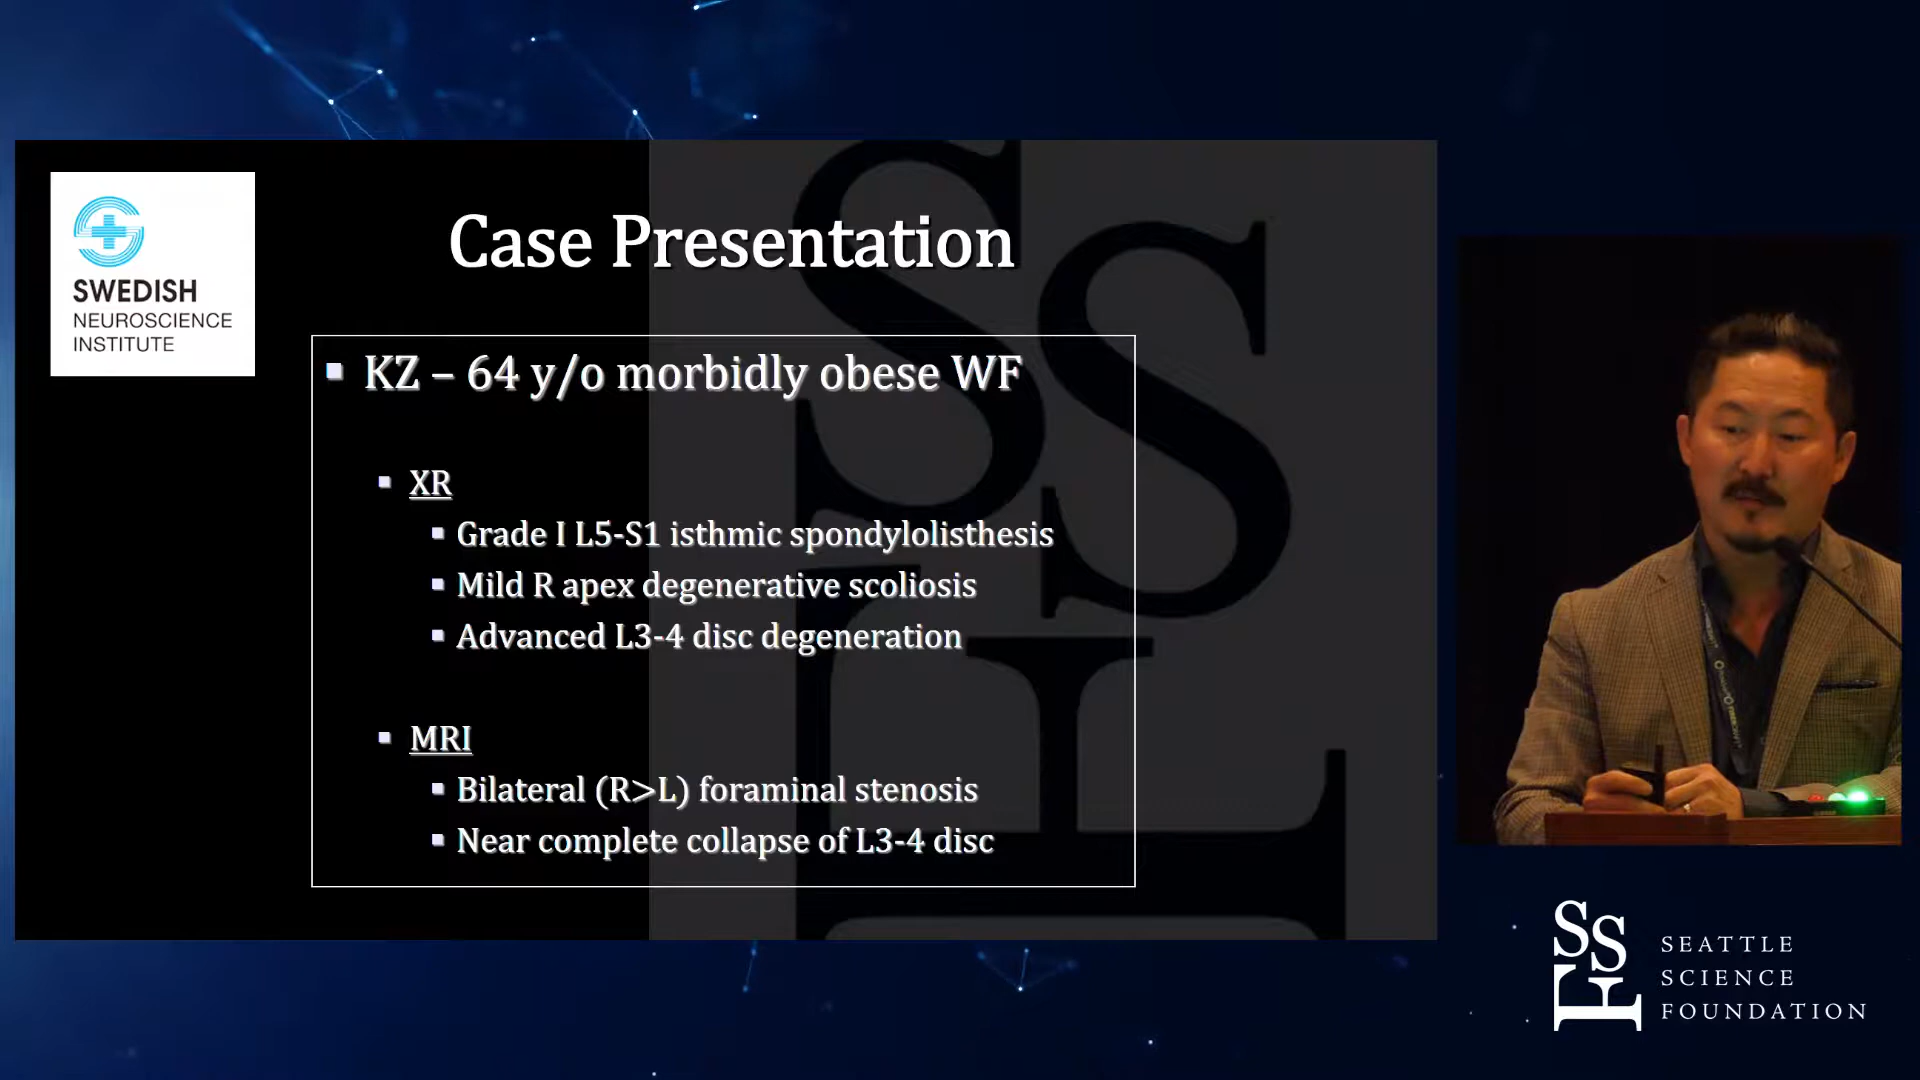 SWEDISH
NEUROSCIENCE
INSTITUTE
Case Presentation
KZ – 64 y/o morbidly obese WF
XR
Grade I L5-S1 isthmic spondylolisthesis
Mild R apex degenerative scoliosis
Advanced L3-4 disc degeneration
MRI
Bilateral (R>L) foraminal stenosis
Near complete collapse of L3-4 disc
SSF
SEATTLE
SCIENCE
FOUNDATION